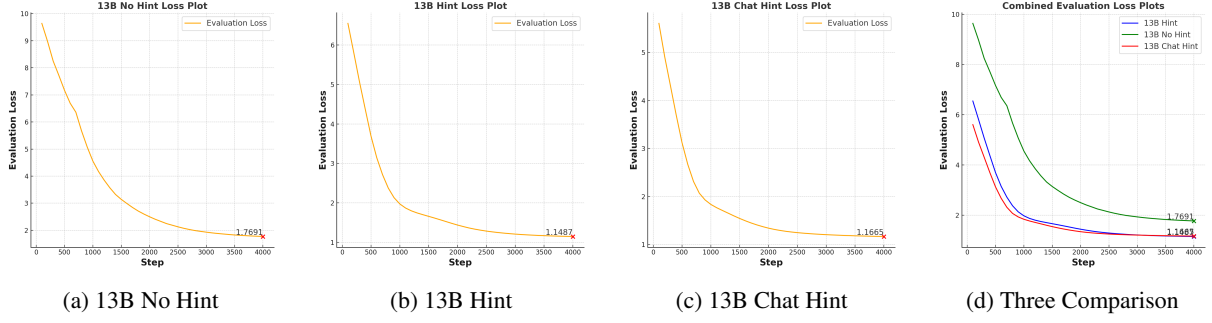 13B No Hint Loss Plot
Evaluation Loss
10
9
8
7
6
5
4
3
2
Evaluation Loss
1.7691
0 500 1000 1500 2000 2500 3000 3500 4000
Step
(a) 13B No Hint
13B Hint Loss Plot
Evaluation Loss
6
5
4
3
2
1
Evaluation Loss
1.1487
0 500 1000 1500 2000 2500 3000 3500 4000
Step
(b) 13B Hint
13B Chat Hint Loss Plot
Evaluation Loss
5
4
3
2
1
Evaluation Loss
1.1665
0 500 1000 1500 2000 2500 3000 3500 4000
Step
(c) 13B Chat Hint
Combined Evaluation Loss Plots
13B Hint
13B No Hint
13B Chat Hint
10
8
6
4
2
Evaluation Loss
1.7691
0 500 1000 1500 2000 2500 3000 3500 4000
Step
(d) Three Comparison